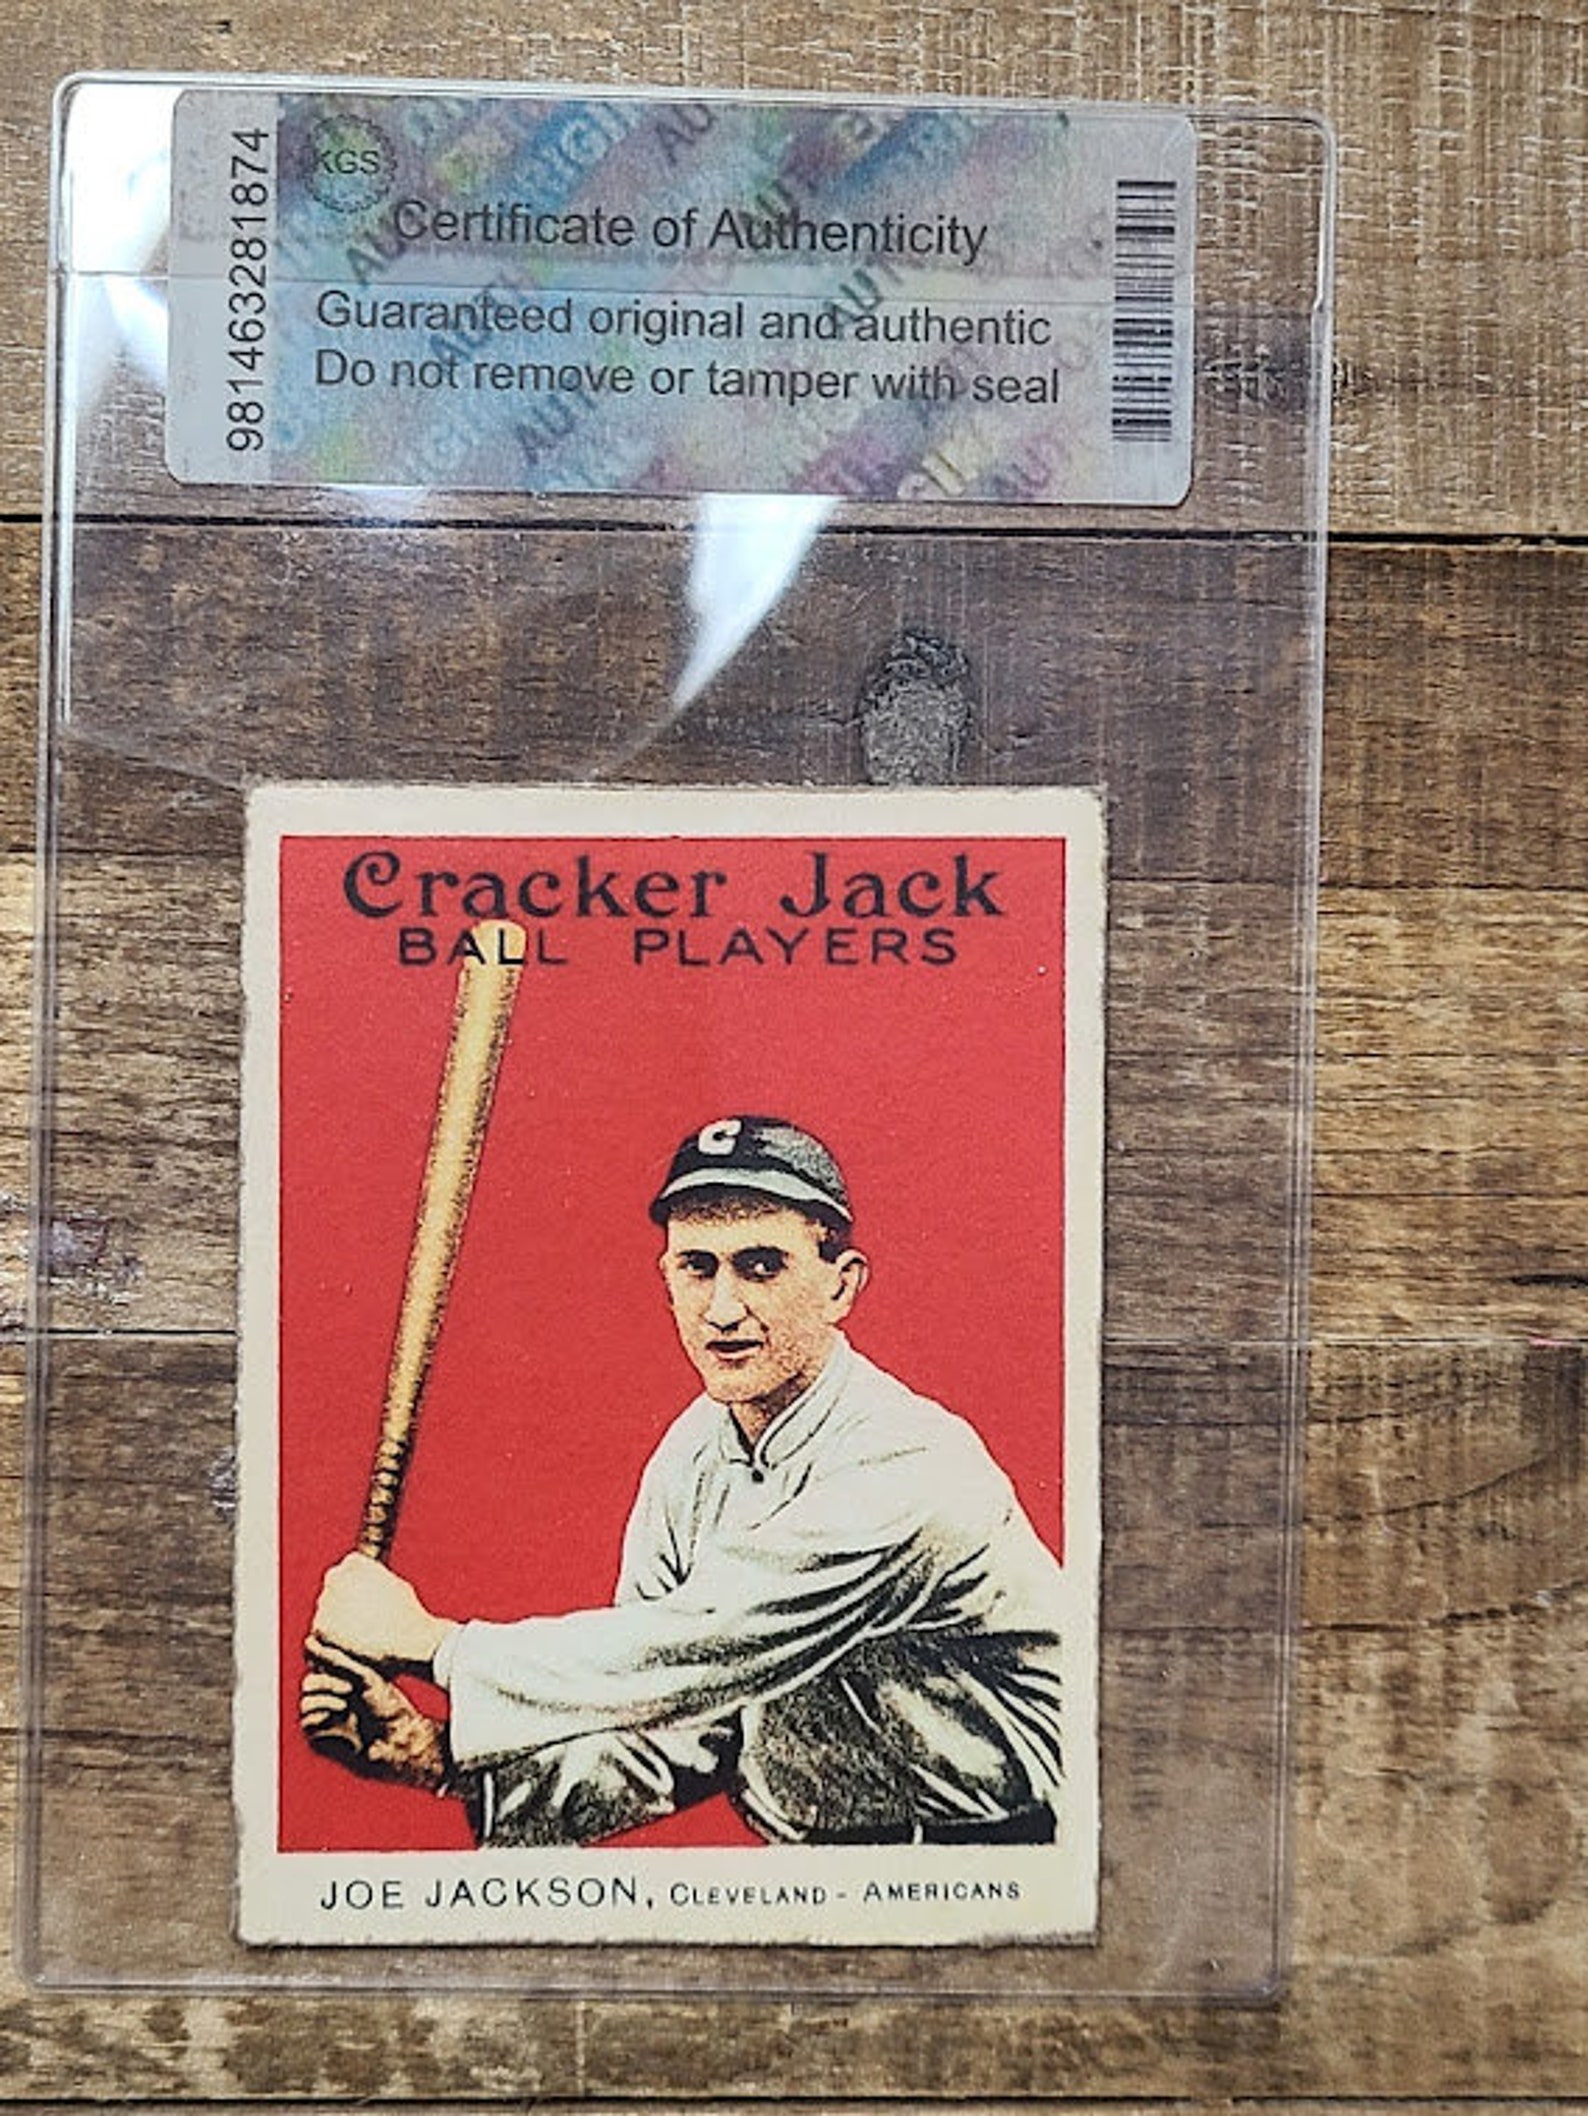 9814632281874
KGS
Certificate of Authenticity
Guaranteed original and authentic
Do not remove or tamper with seal
Cracker Jack
BALL PLAYERS
C
JOE JACKSON, CLEVELAND - AMERICANS